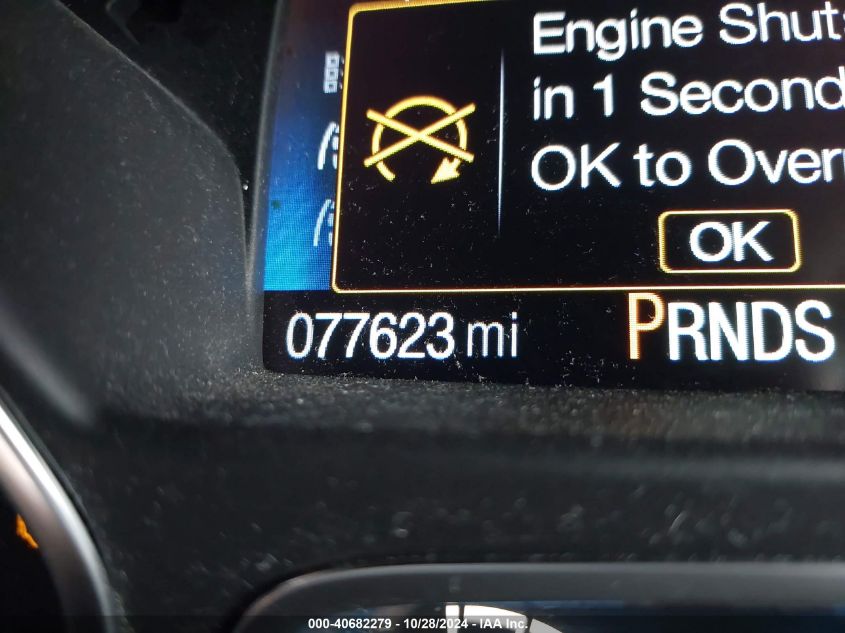 Engine Shuts
in 1 Second
OK to Over
OK
077623 mi
PRNDS
000-40682279 - 10/28/2024 - IAA Inc.